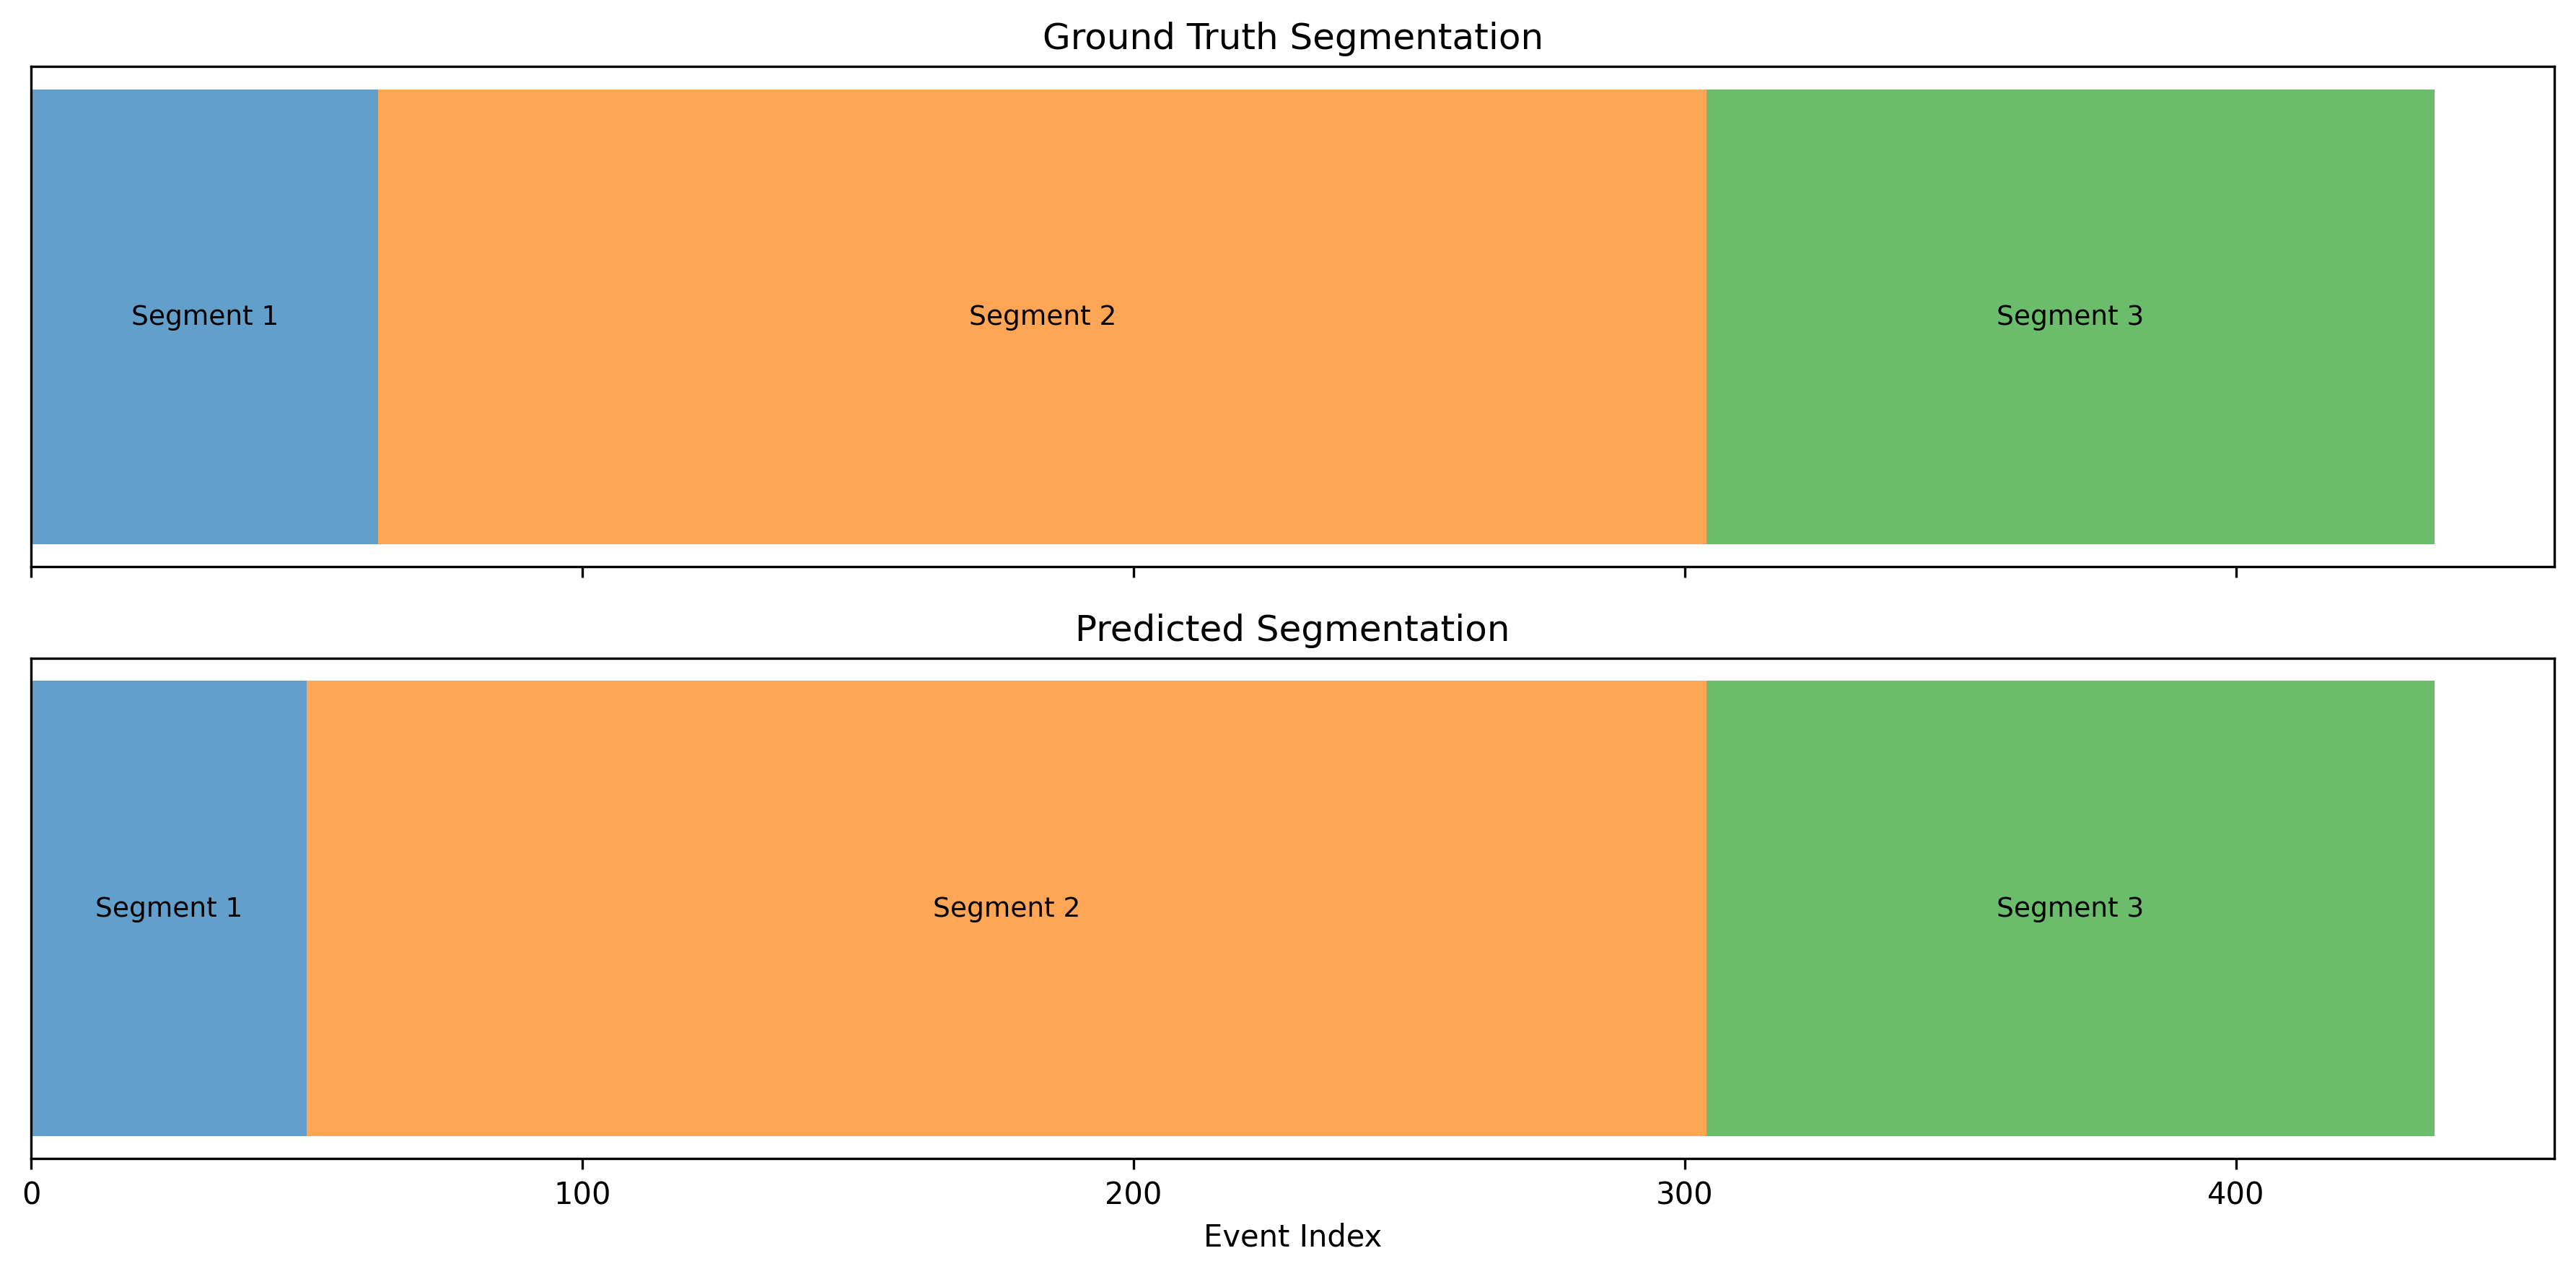 Ground Truth Segmentation
Segment 1 Segment 2 Segment 3
Predicted Segmentation
Segment 1 Segment 2 Segment 3
0 100 200 300 400
Event Index